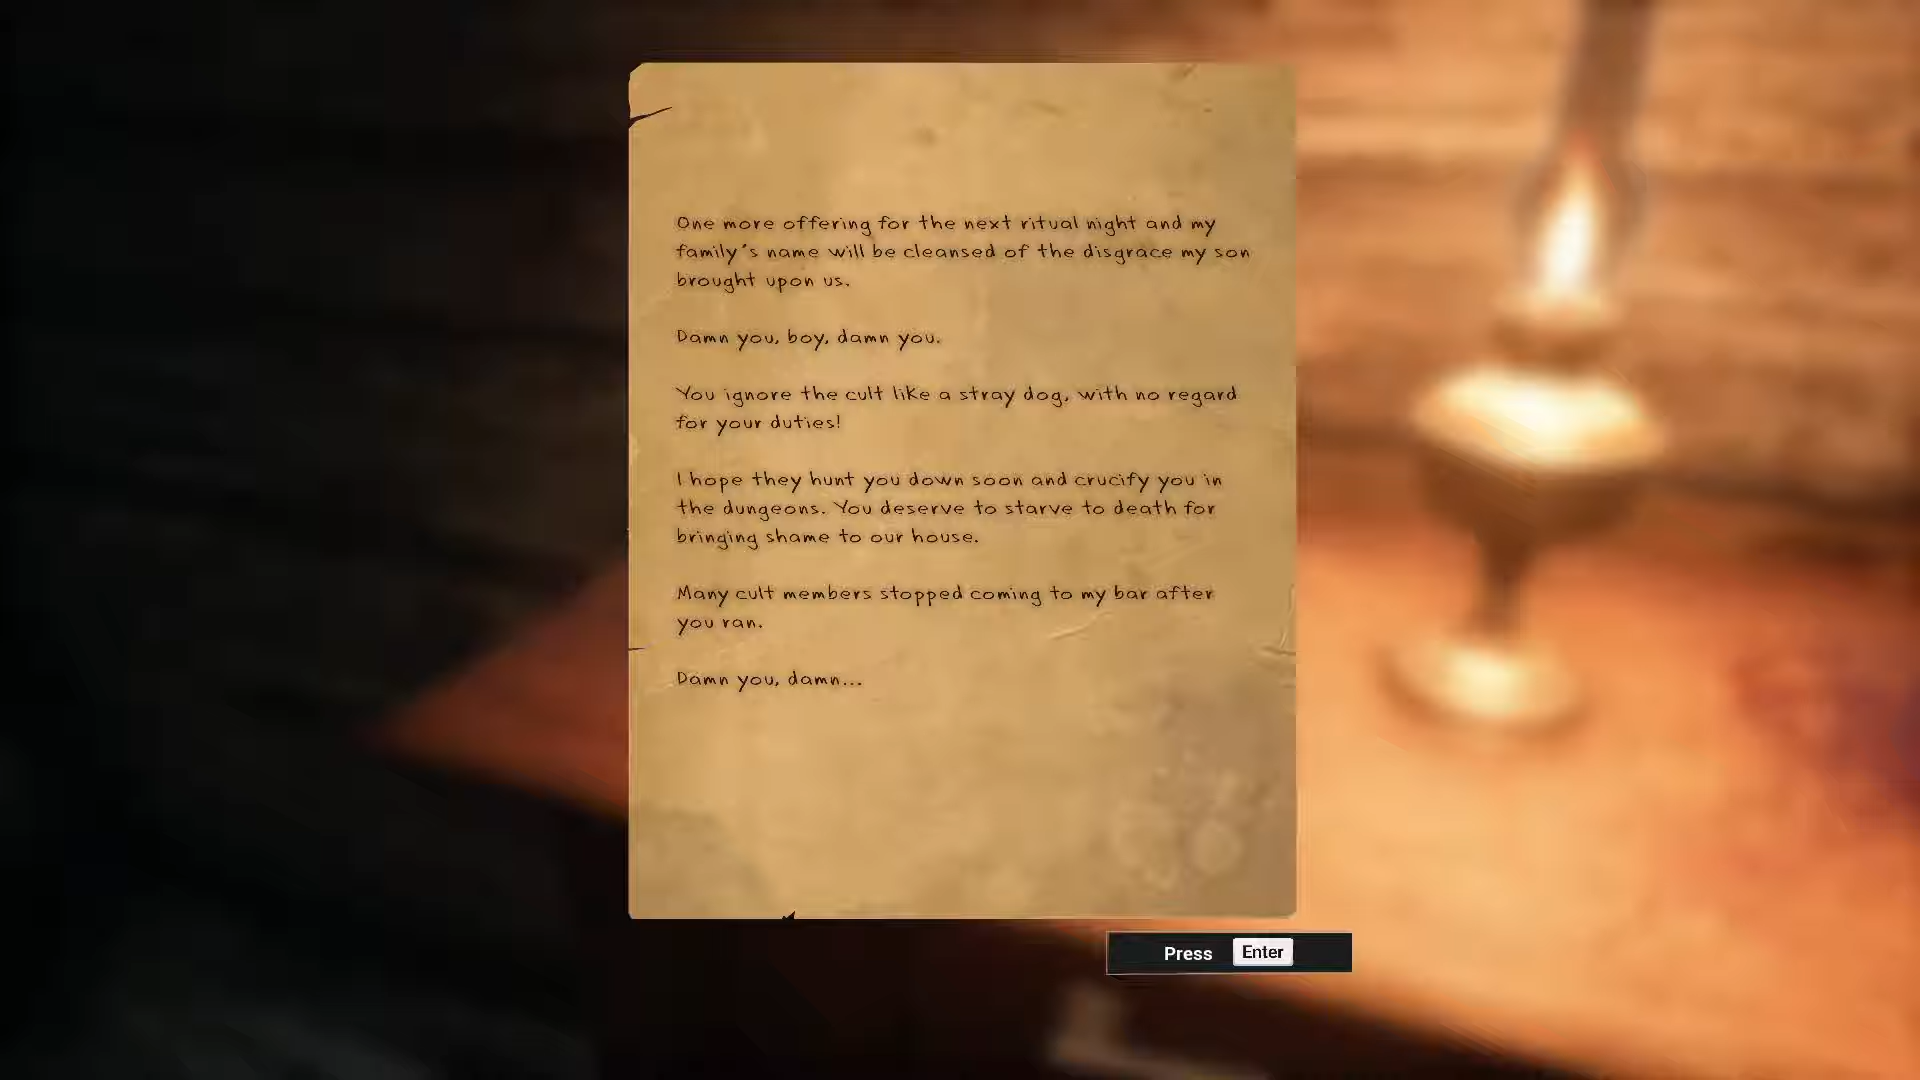 One more offering for the next ritual night and my
family's name will be cleansed of the disgrace my son
brought upon us.
Damn you, boy, damn you.
You ignore the cult like a stray dog, with no regard
for your duties!
I hope they hunt you down soon and crucify you in
the dungeons. You deserve to starve to death for
bringing shame to our house.
Many cult members stopped coming to my bar after
you ran.
Damn you, damn...
Press Enter